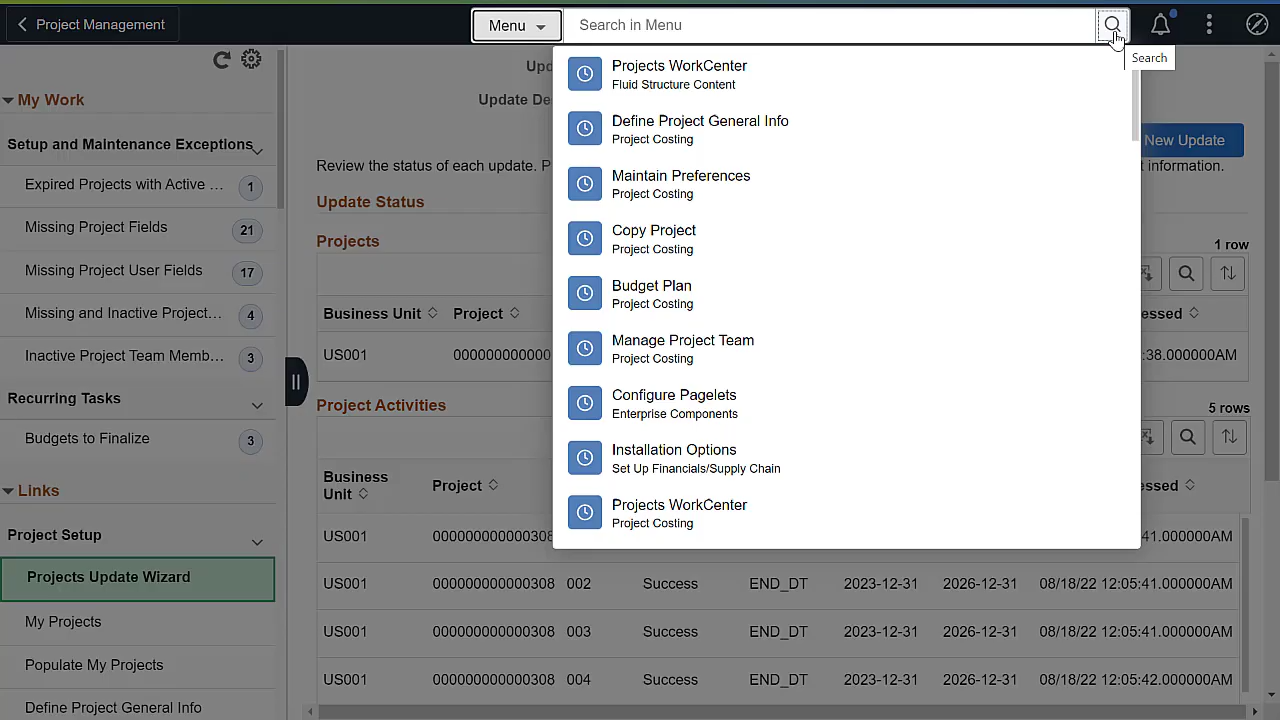 Project Management
Menu
Search in Menu
Search
My Work
Setup and Maintenance Exceptions
Expired Projects with Active ... 1
Missing Project Fields 21
Missing Project User Fields 17
Missing and Inactive Project... 4
Inactive Project Team Memb... 3
Recurring Tasks
Budgets to Finalize 3
Links
Project Setup
Projects Update Wizard
My Projects
Populate My Projects
Define Project General Info
Projects WorkCenter
Fluid Structure Content
Define Project General Info
Project Costing
Maintain Preferences
Project Costing
Copy Project
Project Costing
Budget Plan
Project Costing
Manage Project Team
Project Costing
Configure Pagelets
Enterprise Components
Installation Options
Set Up Financials/Supply Chain
Projects WorkCenter
Project Costing
New Update
Review the status of each update. information.
Update Status
Projects
1 row
Business Unit Project
US001 000000000000 :38.000000AM
Project Activities
5 rows
Business Unit Project
US001 000000000000308 41.000000AM
US001 000000000000308 002 Success END_DT 2023-12-31 2026-12-31 08/18/22 12:05:41.000000AM
US001 000000000000308 003 Success END_DT 2023-12-31 2026-12-31 08/18/22 12:05:41.000000AM
US001 000000000000308 004 Success END_DT 2023-12-31 2026-12-31 08/18/22 12:05:42.000000AM